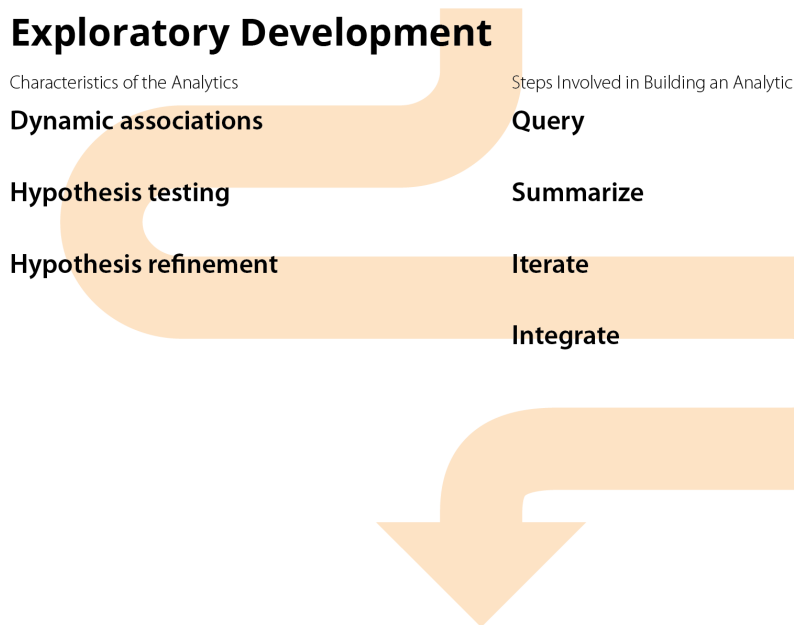 Exploratory Development
Characteristics of the Analytics
Dynamic associations
Hypothesis testing
Hypothesis refinement
Steps Involved in Building an Analytic
Query
Summarize
Iterate
Integrate